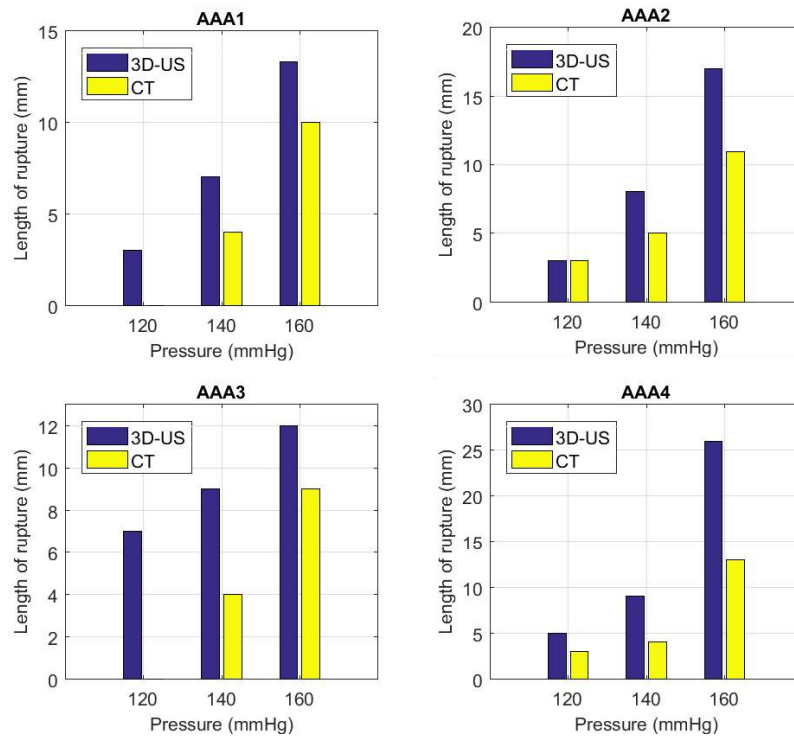 AAA1
15
10
5
0
Length of rupture (mm)
3D-US
CT
120 140 160
Pressure (mmHg)
AAA2
20
15
10
5
0
Length of rupture (mm)
3D-US
CT
120 140 160
Pressure (mmHg)
AAA3
12
10
8
6
4
2
0
Length of rupture (mm)
3D-US
CT
120 140 160
Pressure (mmHg)
AAA4
30
25
20
15
10
5
0
Length of rupture (mm)
3D-US
CT
120 140 160
Pressure (mmHg)